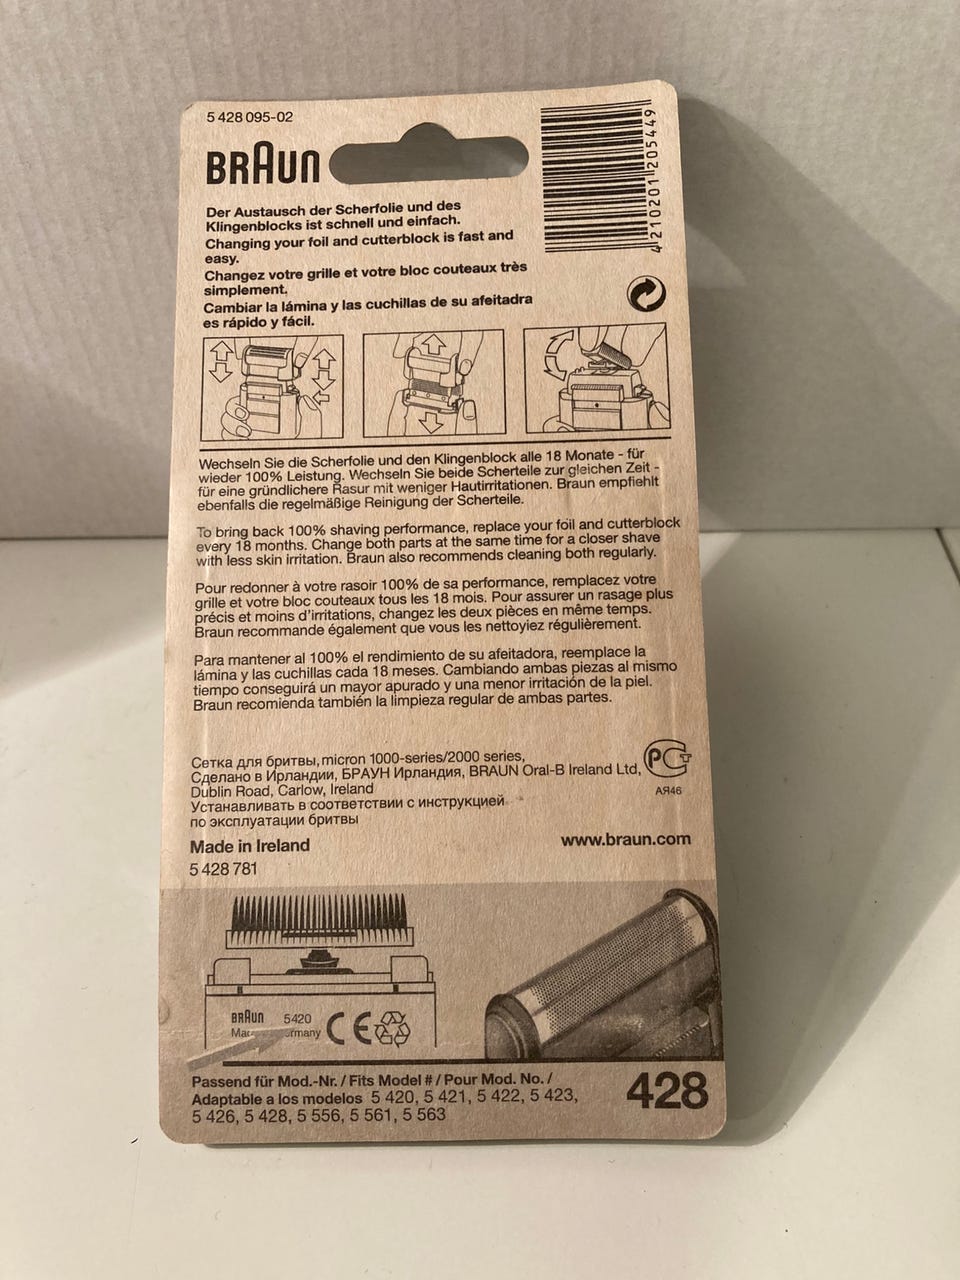 5 428 095-02
BRAUN
4 210201 205449
Der Austausch der Scherfolie und des
Klingenblocks ist schnell und einfach.
Changing your foil and cutterblock is fast and
easy.
Changez votre grille et votre bloc couteaux très
simplement.
Cambiar la lámina y las cuchillas de su afeitadra
es rápido y fácil.
Wechseln Sie die Scherfolie und den Klingenblock alle 18 Monate - für
wieder 100% Leistung. Wechseln Sie beide Scherteile zur gleichen Zeit -
für eine gründlichere Rasur mit weniger Hautirritationen. Braun empfiehlt
ebenfalls die regelmäßige Reinigung der Scherteile.
To bring back 100% shaving performance, replace your foil and cutterblock
every 18 months. Change both parts at the same time for a closer shave
with less skin irritation. Braun also recommends cleaning both regularly.
Pour redonner à votre rasoir 100% de sa performance, remplacez votre
grille et votre bloc couteaux tous les 18 mois. Pour assurer un rasage plus
précis et moins d'irritations, changez les deux pièces en même temps.
Braun recommande également que vous les nettoyiez régulièrement.
Para mantener al 100% el rendimiento de su afeitadora, reemplace la
lámina y las cuchillas cada 18 meses. Cambiando ambas piezas al mismo
tiempo conseguirá un mayor apurado y una menor irritación de la piel.
Braun recomienda también la limpieza regular de ambas partes.
Сетка для бритвы, micron 1000-series/2000 series,
Сделано в Ирландии, БРАУН Ирландия, BRAUN Oral-B Ireland Ltd,
Dublin Road, Carlow, Ireland
Устанавливать в соответствии с инструкцией
по эксплуатации бритвы
РСТ
АЯ46
Made in Ireland
www.braun.com
5 428 781
BRAUN 5420
CE
Passend für Mod.-Nr. / Fits Model # / Pour Mod. No. /
Adaptable a los modelos 5 420, 5 421, 5 422, 5 423,
5 426, 5 428, 5 556, 5 561, 5 563
428